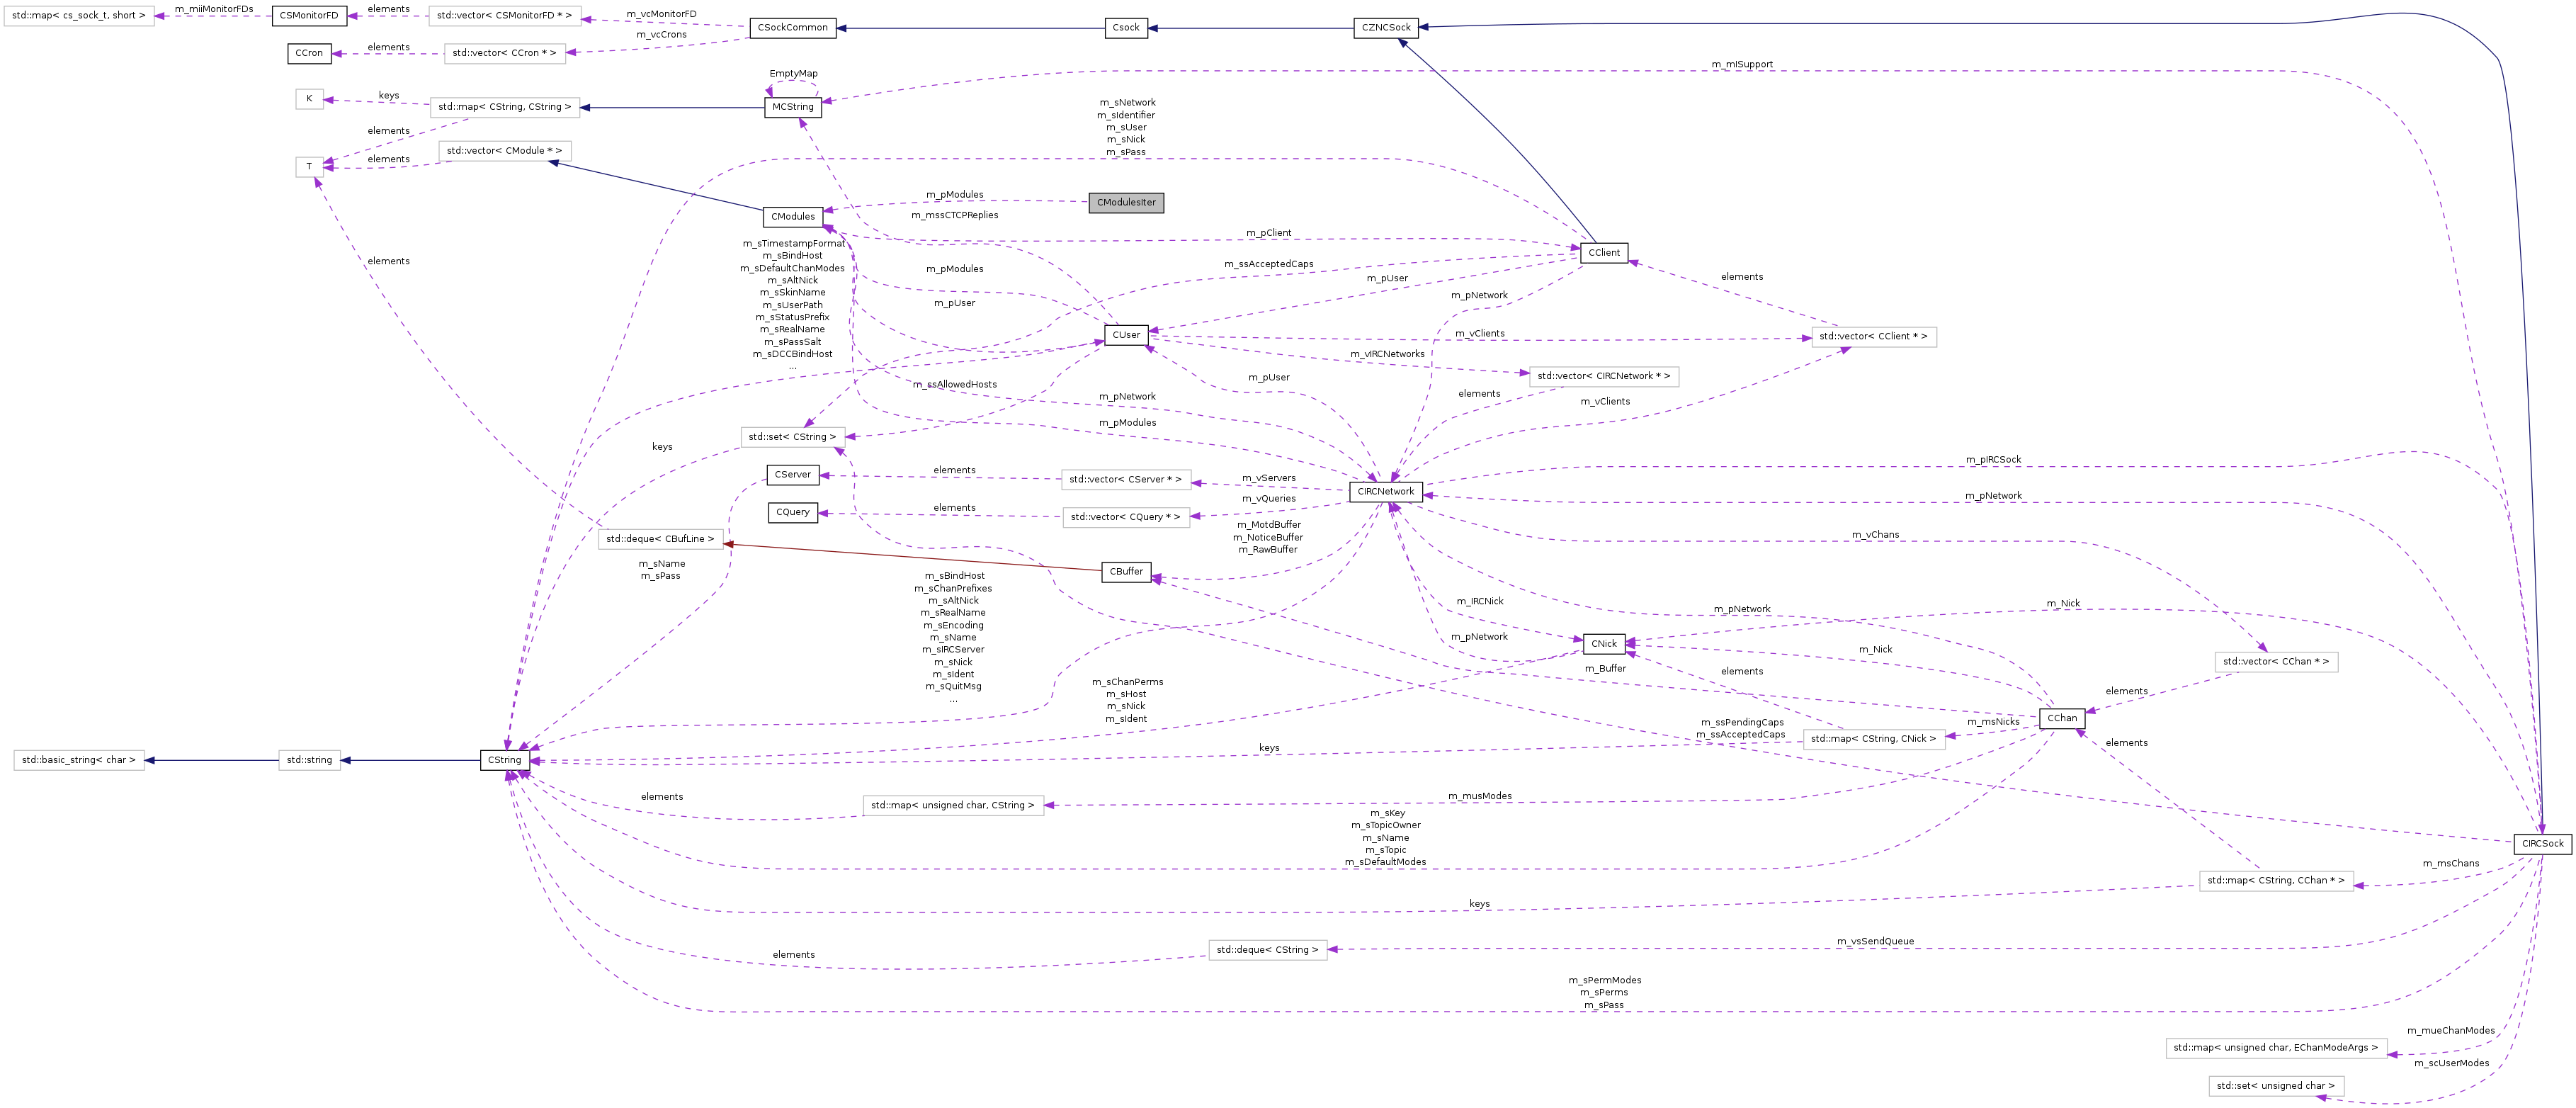 std::map< cs_sock_t, short >
m_miiMonitorFDs
CSMonitorFD
elements
std::vector< CSMonitorFD * >
m_vcMonitorFD
CSockCommon
Csock
CZNCSock
m_vcCrons
CCron
elements
std::vector< CCron * >
m_mISupport
EmptyMap
K
keys
std::map< CString, CString >
MCString
elements
m_sNetwork
m_sIdentifier
m_sUser
m_sNick
m_sPass
std::vector< CModule * >
elements
T
m_pModules
CModulesIter
CModules
m_mssCTCPReplies
m_pClient
CClient
m_sTimestampFormat
m_sBindHost
m_sDefaultChanModes
m_sAltNick
m_sSkinName
m_sUserPath
m_sStatusPrefix
m_sRealName
m_sPassSalt
m_sDCCBindHost
...
elements
m_pModules
m_ssAcceptedCaps
m_pUser
elements
m_pUser
m_pNetwork
CUser
m_vClients
std::vector< CClient * >
m_vIRCNetworks
m_pUser
std::vector< CIRCNetwork * >
m_ssAllowedHosts
elements
m_pNetwork
m_vClients
m_pModules
std::set< CString >
keys
m_pIRCSock
CServer
elements
std::vector< CServer * >
m_vServers
CIRCNetwork
m_pNetwork
m_vQueries
CQuery
elements
std::vector< CQuery * >
m_MotdBuffer
m_NoticeBuffer
m_RawBuffer
m_vChans
std::deque< CBufLine >
m_sName
m_sPass
CBuffer
m_sBindHost
m_sChanPrefixes
m_sAltNick
m_sRealName
m_sEncoding
m_sName
m_sIRCServer
m_sNick
m_sIdent
m_sQuitMsg
...
m_IRCNick
m_pNetwork
m_Nick
m_pNetwork
CNick
m_Nick
m_Buffer
elements
std::vector< CChan * >
m_sChanPerms
m_sHost
m_sNick
m_sIdent
elements
CChan
m_ssPendingCaps
m_ssAcceptedCaps
m_msNicks
std::map< CString, CNick >
keys
elements
std::basic_string< char >
std::string
CString
elements
std::map< unsigned char, CString >
m_musModes
m_sKey
m_sTopicOwner
m_sName
m_sTopic
m_sDefaultModes
CIRCSock
m_msChans
std::map< CString, CChan * >
keys
m_vsSendQueue
std::deque< CString >
elements
m_sPermModes
m_sPerms
m_sPass
m_mueChanModes
std::map< unsigned char, EChanModeArgs >
m_scUserModes
std::set< unsigned char >